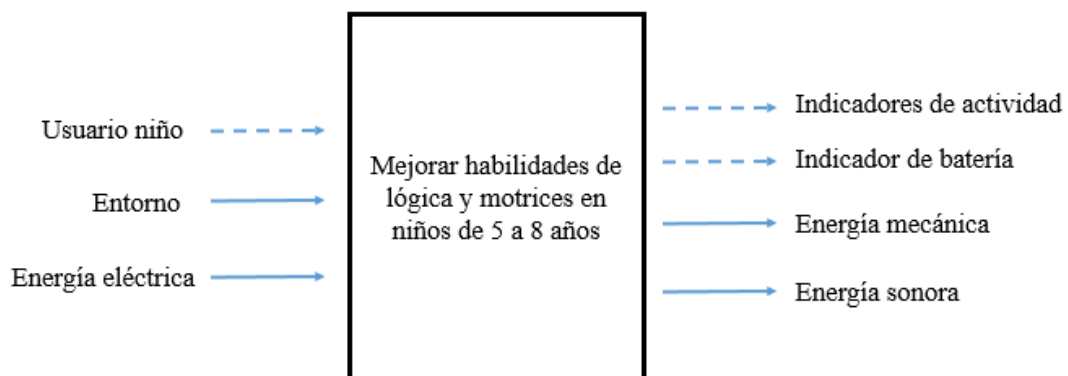 Usuario niño
Entorno
Energía eléctrica
Mejorar habilidades de
lógica y motrices en
niños de 5 a 8 años
Indicadores de actividad
Indicador de batería
Energía mecánica
Energía sonora